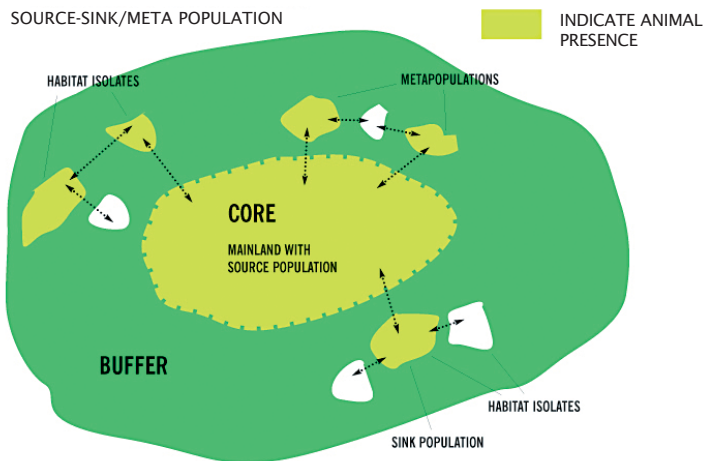 SOURCE-SINK/META POPULATION
INDICATE ANIMAL
PRESENCE
HABITAT ISOLATES
METAPOPULATIONS
CORE
MAINLAND WITH
SOURCE POPULATION
BUFFER
HABITAT ISOLATES
SINK POPULATION